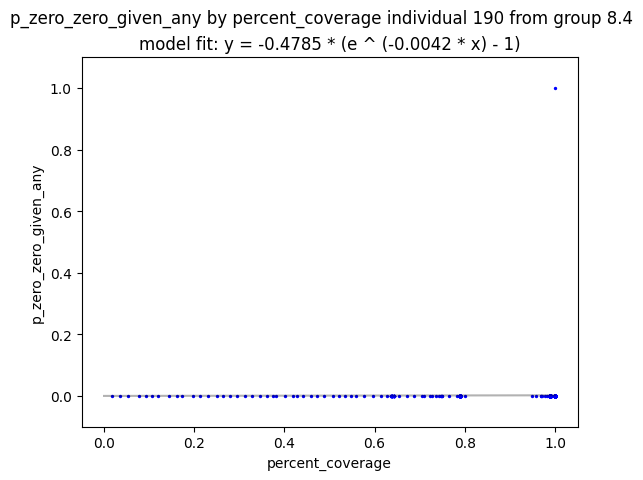 p_zero_zero_given_any by percent_coverage individual 190 from group 8.4
model fit: y = -0.4785 * (e ^ (-0.0042 * x) - 1)
1.0
0.8
0.6
0.4
0.2
0.0
p_zero_zero_given_any
0.0 0.2 0.4 0.6 0.8 1.0
percent_coverage